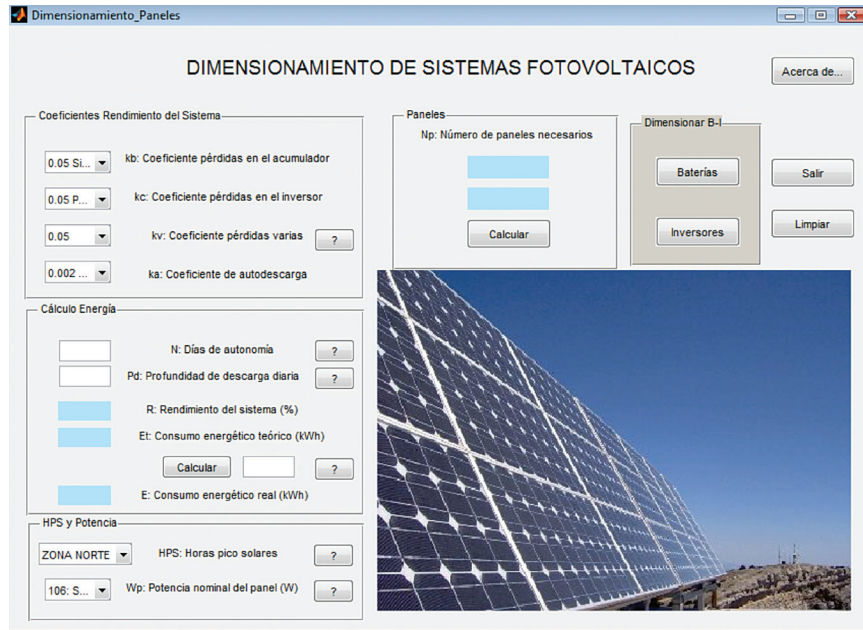 Dimensionamiento_Paneles
DIMENSIONAMIENTO DE SISTEMAS FOTOVOLTAICOS
Acerca de...
Coeficientes Rendimiento del Sistema
0.05 Si...
kb: Coeficiente pérdidas en el acumulador
0.05 P...
kc: Coeficiente pérdidas en el inversor
0.05
kv: Coeficiente pérdidas varias
?
0.002 ...
ka: Coeficiente de autodescarga
Paneles
Np: Número de paneles necesarios
Calcular
Dimensionar B-I
Baterías
Inversores
Salir
Limpiar
Cálculo Energía
N: Días de autonomía
?
Pd: Profundidad de descarga diaria
?
R: Rendimiento del sistema (%)
Et: Consumo energético teórico (kWh)
Calcular
?
E: Consumo energético real (kWh)
HPS y Potencia
ZONA NORTE
HPS: Horas pico solares
?
106: S...
Wp: Potencia nominal del panel (W)
?